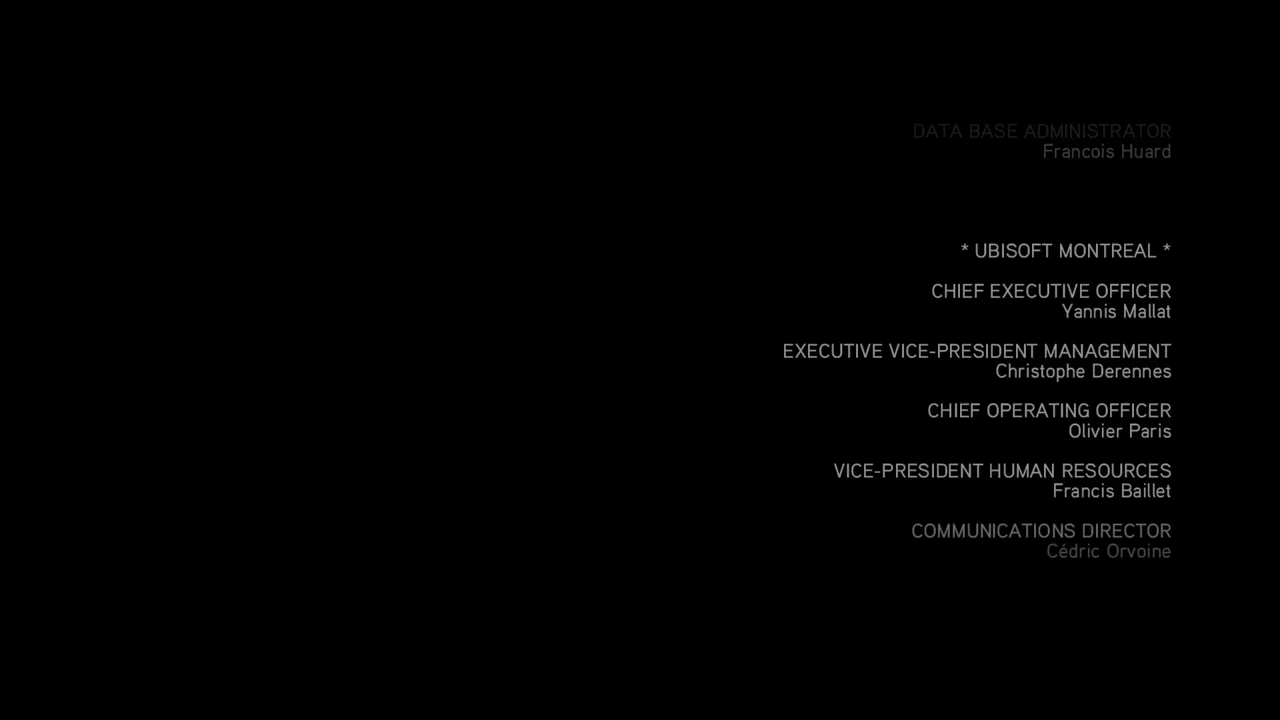 DATA BASE ADMINISTRATOR
Francois Huard
* UBISOFT MONTREAL *
CHIEF EXECUTIVE OFFICER
Yannis Mallat
EXECUTIVE VICE-PRESIDENT MANAGEMENT
Christophe Derennes
CHIEF OPERATING OFFICER
Olivier Paris
VICE-PRESIDENT HUMAN RESOURCES
Francis Baillet
COMMUNICATIONS DIRECTOR
Cédric Orvoine